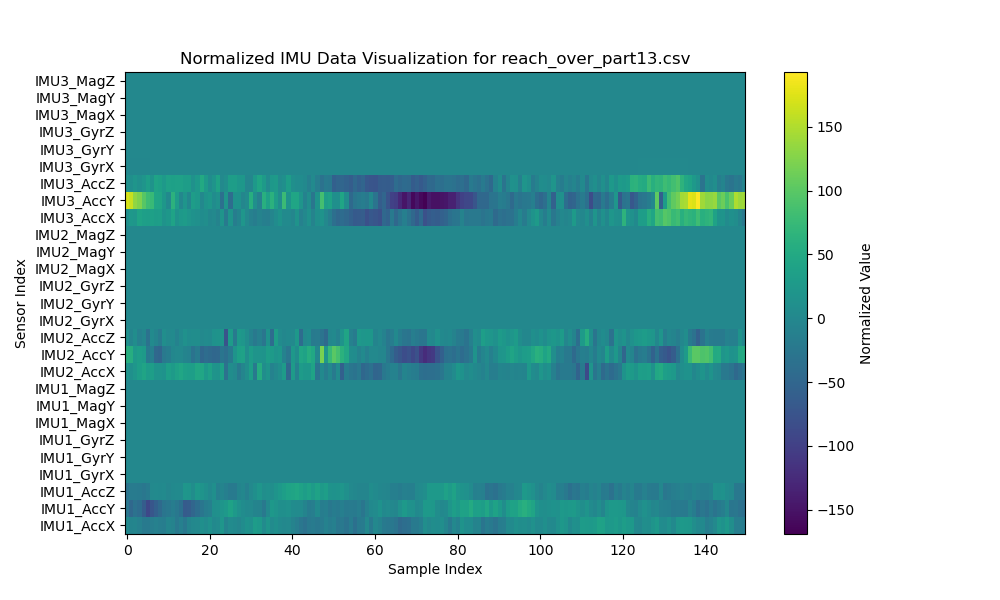 Normalized IMU Data Visualization for reach_over_part13.csv
Sensor Index
IMU3_MagZ
IMU3_MagY
IMU3_MagX
IMU3_GyrZ
IMU3_GyrY
IMU3_GyrX
IMU3_AccZ
IMU3_AccY
IMU3_AccX
IMU2_MagZ
IMU2_MagY
IMU2_MagX
IMU2_GyrZ
IMU2_GyrY
IMU2_GyrX
IMU2_AccZ
IMU2_AccY
IMU2_AccX
IMU1_MagZ
IMU1_MagY
IMU1_MagX
IMU1_GyrZ
IMU1_GyrY
IMU1_GyrX
IMU1_AccZ
IMU1_AccY
IMU1_AccX
0 20 40 60 80 100 120 140
Sample Index
150
100
50
0
−50
−100
−150
Normalized Value